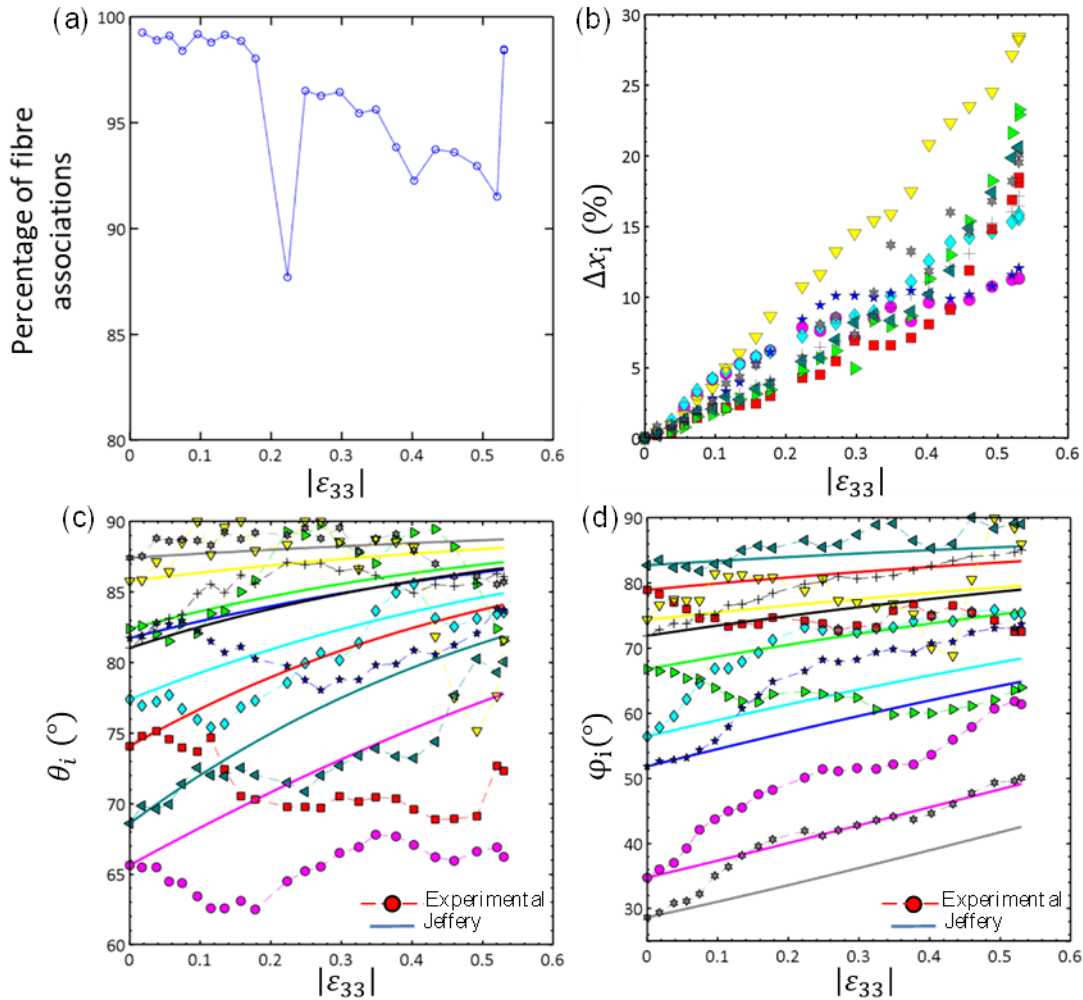 (a)
100
95
90
85
80
Percentage of fibre
associations
0 0.1 0.2 0.3 0.4 0.5 0.6
|ε₃₃|
(b)
30
25
20
15
10
5
0
Δxᵢ (%)
0 0.1 0.2 0.3 0.4 0.5 0.6
|ε₃₃|
(c)
90
85
80
75
70
65
60
θᵢ (°)
Experimental
Jeffery
0 0.1 0.2 0.3 0.4 0.5 0.6
|ε₃₃|
(d)
90
80
70
60
50
40
30
φᵢ(°)
Experimental
Jeffery
0 0.1 0.2 0.3 0.4 0.5 0.6
|ε₃₃|